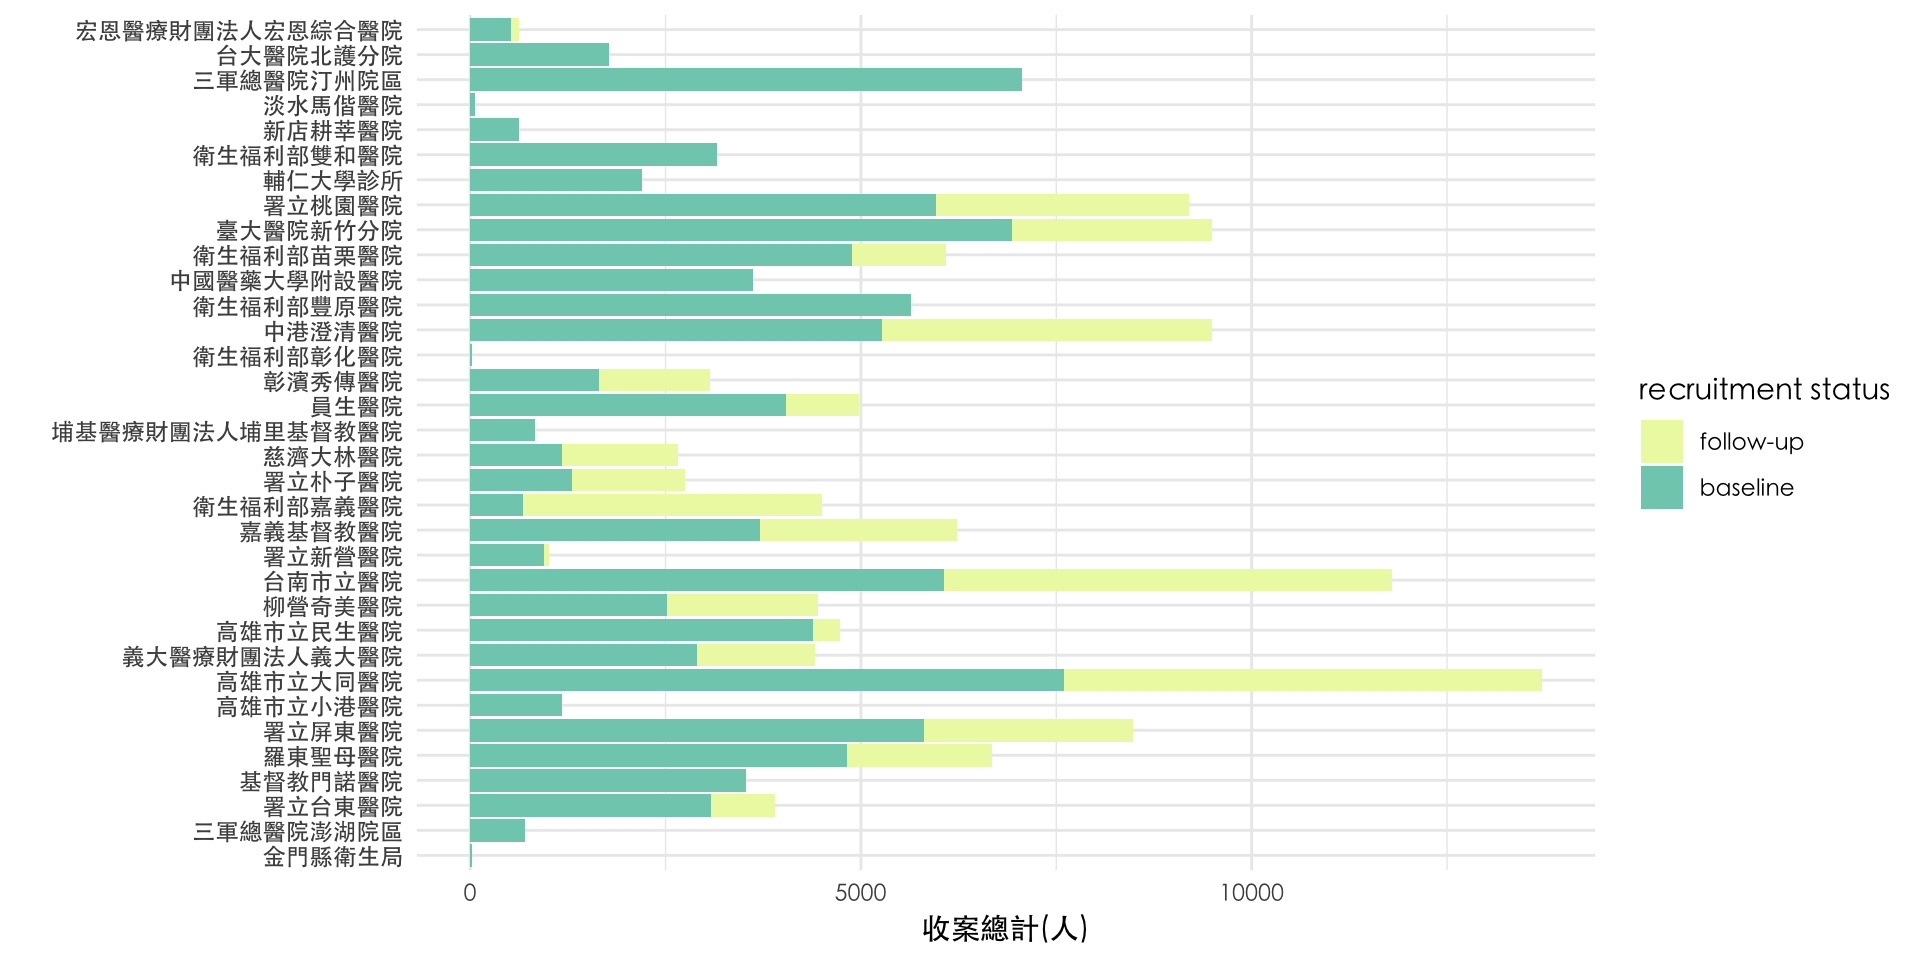 宏恩醫療財團法人宏恩綜合醫院
台大醫院北護分院
三軍總醫院汀州院區
淡水馬偕醫院
新店耕莘醫院
衛生福利部雙和醫院
輔仁大學診所
署立桃園醫院
臺大醫院新竹分院
衛生福利部苗栗醫院
中國醫藥大學附設醫院
衛生福利部豐原醫院
中港澄清醫院
衛生福利部彰化醫院
彰濱秀傳醫院
員生醫院
埔基醫療財團法人埔里基督教醫院
慈濟大林醫院
署立朴子醫院
衛生福利部嘉義醫院
嘉義基督教醫院
署立新營醫院
台南市立醫院
柳營奇美醫院
高雄市立民生醫院
義大醫療財團法人義大醫院
高雄市立大同醫院
高雄市立小港醫院
署立屏東醫院
羅東聖母醫院
基督教門諾醫院
署立台東醫院
三軍總醫院澎湖院區
金門縣衛生局
0 5000 10000
收案總計(人)
recruitment status
follow-up
baseline